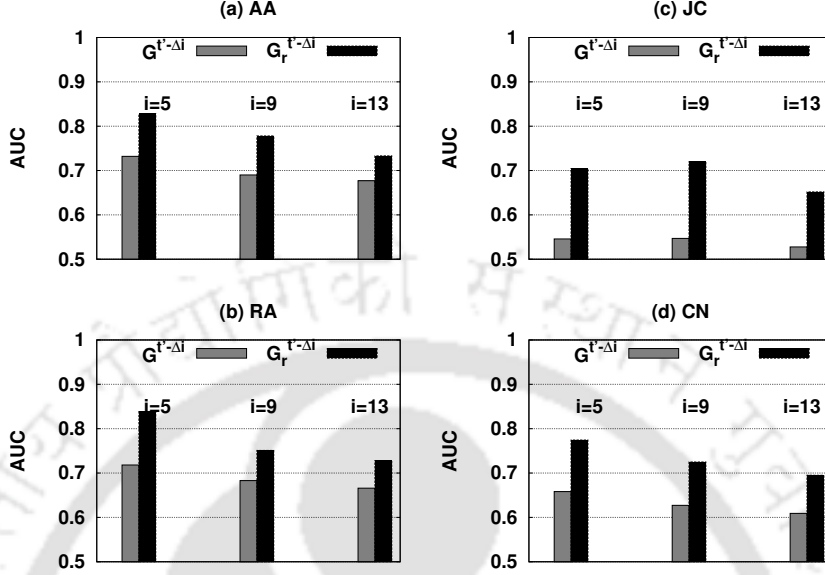 (a) AA
AUC
1
0.9
0.8
0.7
0.6
0.5
G^t'-Δi
G_r^t'-Δi
i=5
i=9
i=13
(c) JC
AUC
1
0.9
0.8
0.7
0.6
0.5
G^t'-Δi
G_r^t'-Δi
i=5
i=9
i=13
(b) RA
AUC
1
0.9
0.8
0.7
0.6
0.5
G^t'-Δi
G_r^t'-Δi
i=5
i=9
i=13
(d) CN
AUC
1
0.9
0.8
0.7
0.6
0.5
G^t'-Δi
G_r^t'-Δi
i=5
i=9
i=13